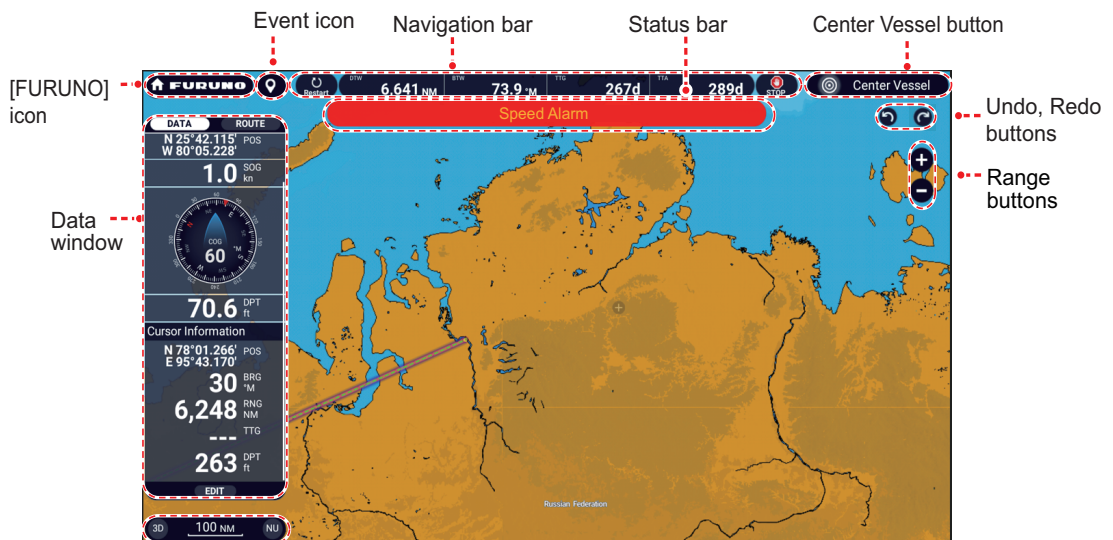 Event icon
Navigation bar
Status bar
Center Vessel button
[FURUNO]
icon
FURUNO
Restart
DTW
6,641 NM
BTW
73.9 °M
TTG
267d
TTA
289d
STOP
Center Vessel
Speed Alarm
Undo, Redo
buttons
Range
buttons
Data
window
DATA
ROUTE
N 25°42.115' POS
W 80°05.228'
1.0 SOG
kn
N
E
S
W
COG
60 °M
70.6 DPT
ft
Cursor Information
N 78°01.266' POS
E 95°43.170'
30 BRG
°M
6,248 RNG
NM
--- TTG
263 DPT
ft
EDIT
3D
100 NM
NU
Russian Federation